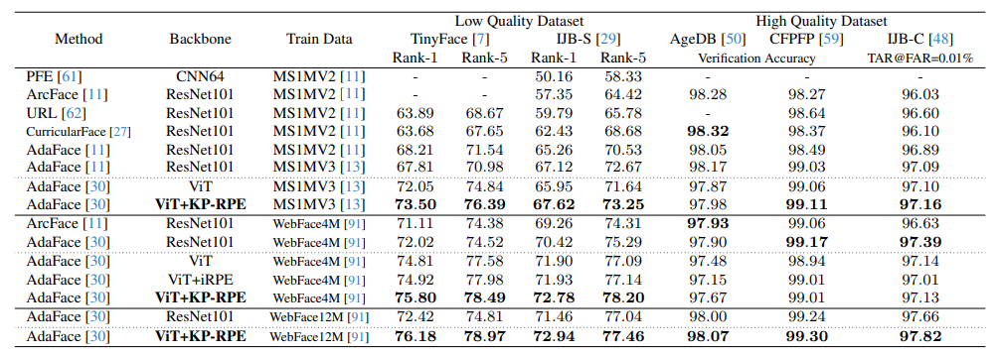 Low Quality Dataset High Quality Dataset
Method Backbone Train Data TinyFace [7] IJB-S [29] AgeDB [50] CFPFP [59] IJB-C [48]
Rank-1 Rank-5 Rank-1 Rank-5 Verification Accuracy TAR@FAR=0.01%
PFE [61] CNN64 MS1MV2 [11] - - 50.16 58.33 - - -
ArcFace [11] ResNet101 MS1MV2 [11] - - 57.35 64.42 98.28 98.27 96.03
URL [62] ResNet101 MS1MV2 [11] 63.89 68.67 59.79 65.78 - 98.64 96.60
CurricularFace [27] ResNet101 MS1MV2 [11] 63.68 67.65 62.43 68.68 98.32 98.37 96.10
AdaFace [11] ResNet101 MS1MV2 [11] 68.21 71.54 65.26 70.53 98.05 98.49 96.89
AdaFace [11] ResNet101 MS1MV3 [13] 67.81 70.98 67.12 72.67 98.17 99.03 97.09
AdaFace [30] ViT MS1MV3 [13] 72.05 74.84 65.95 71.64 97.87 99.06 97.10
AdaFace [30] ViT+KP-RPE MS1MV3 [13] 73.50 76.39 67.62 73.25 97.98 99.11 97.16
ArcFace [11] ResNet101 WebFace4M [91] 71.11 74.38 69.26 74.31 97.93 99.06 96.63
AdaFace [30] ResNet101 WebFace4M [91] 72.02 74.52 70.42 75.29 97.90 99.17 97.39
AdaFace [30] ViT WebFace4M [91] 74.81 77.58 71.90 77.09 97.48 98.94 97.14
AdaFace [30] ViT+iRPE WebFace4M [91] 74.92 77.98 71.93 77.14 97.15 99.01 97.01
AdaFace [30] ViT+KP-RPE WebFace4M [91] 75.80 78.49 72.78 78.20 97.67 99.01 97.13
AdaFace [30] ResNet101 WebFace12M [91] 72.42 74.81 71.46 77.04 98.00 99.24 97.66
AdaFace [30] ViT+KP-RPE WebFace12M [91] 76.18 78.97 72.94 77.46 98.07 99.30 97.82